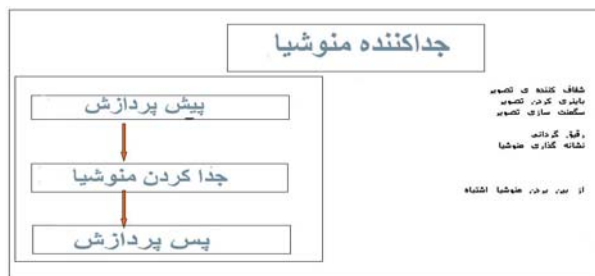 جداکننده منوشیا
پیش پردازش
جدا کردن منوشیا
پس پردازش
شفاف کننده ی تصویر
باینری کردن تصویر
سگمنت سازی تصویر
رقیق گردانی
نشانه گذاری منوشیا
از بین بردن منوشیا اشتباه